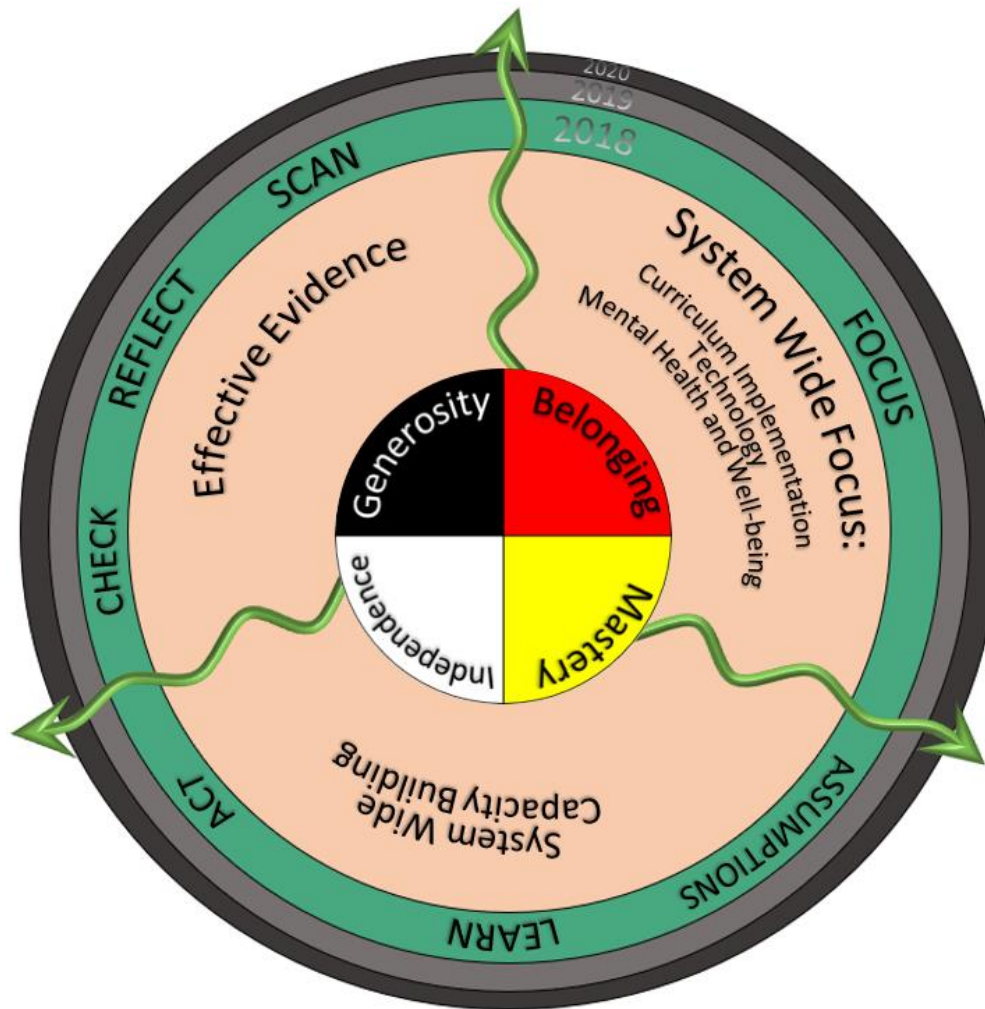 2020
2019
2018
SCAN
REFLECT
CHECK
FOCUS
ASSUMPTIONS
LEARN
ACT
Effective Evidence
System Wide Focus:
Curriculum Implementation
Technology
Mental Health and Well-being
System Wide
Capacity Building
Generosity
Belonging
Mastery
Independence